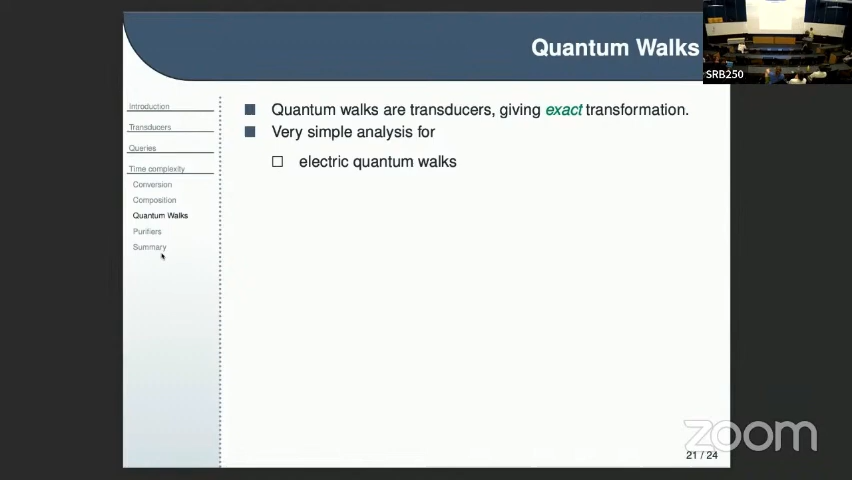 Quantum Walks
SRB250
Introduction
Transducers
Queries
Time complexity
Conversion
Composition
Quantum Walks
Purifiers
Summary
Quantum walks are transducers, giving exact transformation.
Very simple analysis for
electric quantum walks
zoom
21 / 24